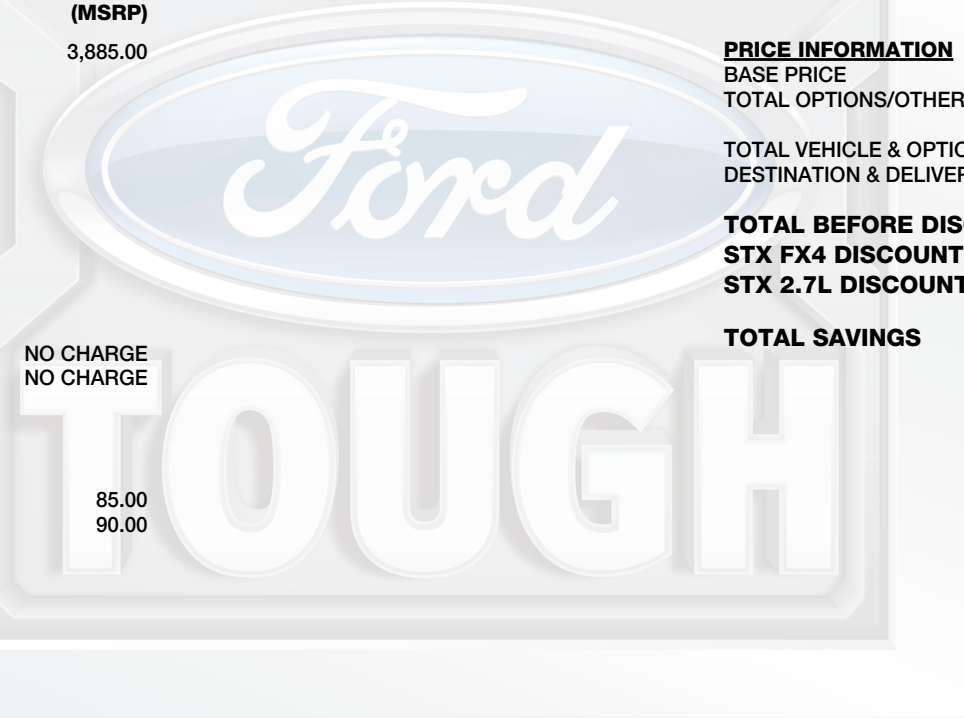 (MSRP)
3,885.00
NO CHARGE
NO CHARGE
85.00
90.00
PRICE INFORMATION
BASE PRICE
TOTAL OPTIONS/OTHER
TOTAL VEHICLE & OPTIO
DESTINATION & DELIVER
TOTAL BEFORE DIS
STX FX4 DISCOUNT
STX 2.7L DISCOUNT
TOTAL SAVINGS
Ford
TOUGH